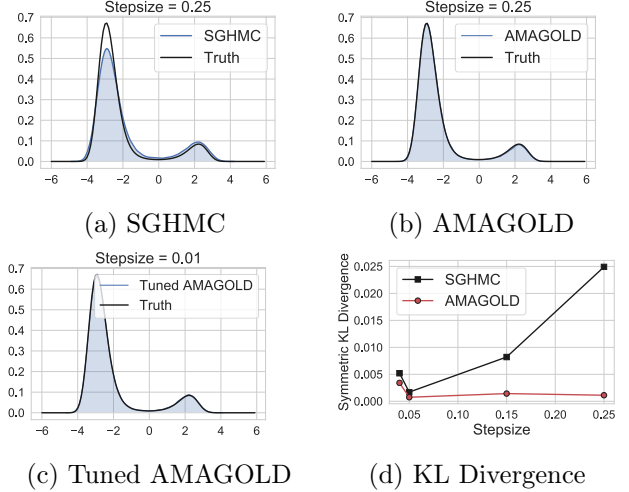 Stepsize = 0.25
0.7
0.6
0.5
0.4
0.3
0.2
0.1
0.0
SGHMC
Truth
−6 −4 −2 0 2 4 6
(a) SGHMC
Stepsize = 0.25
0.7
0.6
0.5
0.4
0.3
0.2
0.1
0.0
AMAGOLD
Truth
−6 −4 −2 0 2 4 6
(b) AMAGOLD
Stepsize = 0.01
0.7
0.6
0.5
0.4
0.3
0.2
0.1
0.0
Tuned AMAGOLD
Truth
−6 −4 −2 0 2 4 6
(c) Tuned AMAGOLD
Symmetric KL Divergence
0.025
0.020
0.015
0.010
0.005
0.000
SGHMC
AMAGOLD
0.05 0.10 0.15 0.20 0.25
Stepsize
(d) KL Divergence